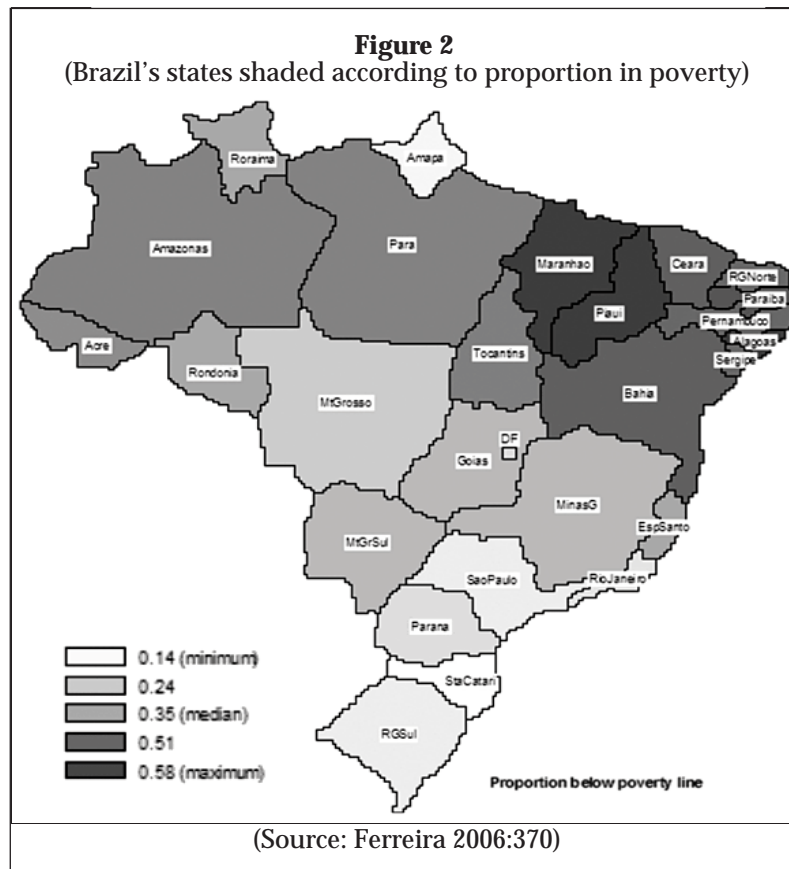 Figure 2
(Brazil's states shaded according to proportion in poverty)
Roraima
Amapa
Amazonas
Para
Maranhao
Ceara
RGNorte
Paraiba
Piaui
Pernambuco
Alagoas
Sergipe
Acre
Rondonia
Tocantins
Bahia
MtGrosso
DF
Goias
MinasG
EspSanto
MtGrSul
SaoPaulo
RioJaneiro
Parana
StaCatari
RGSul
0.14 (minimum)
0.24
0.35 (median)
0.51
0.58 (maximum)
Proportion below poverty line
(Source: Ferreira 2006:370)